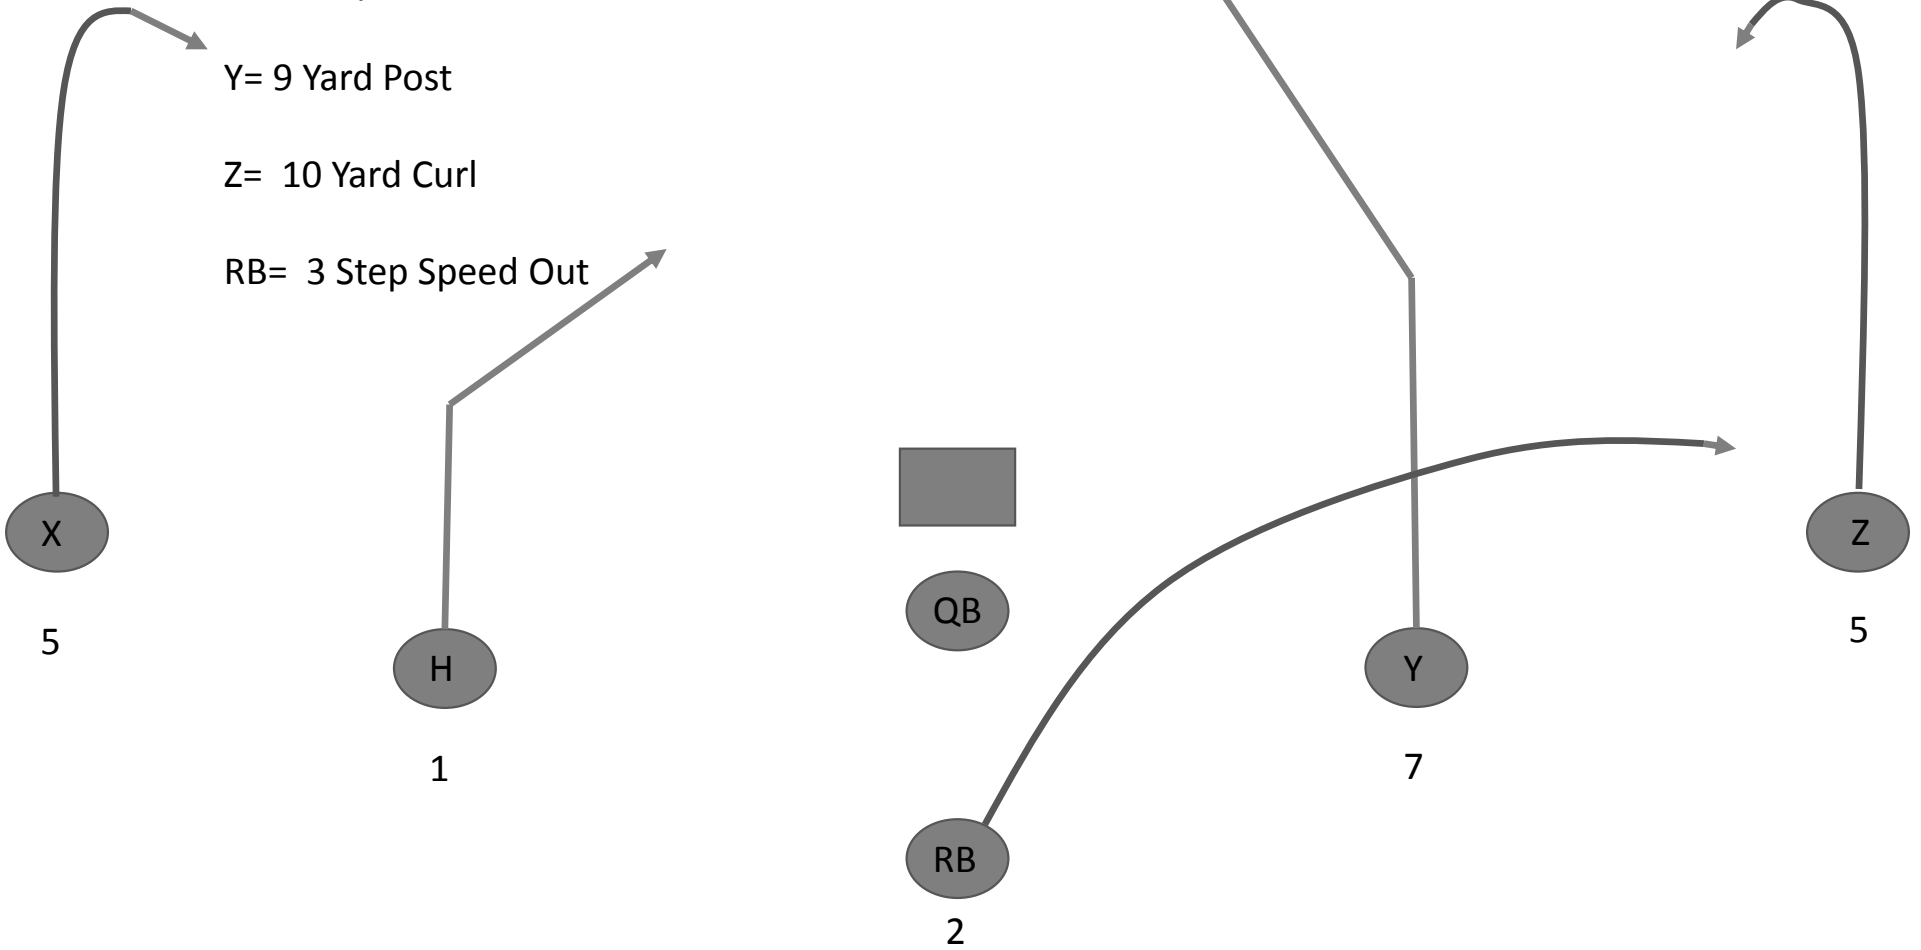 Y= 9 Yard Post
Z= 10 Yard Curl
RB= 3 Step Speed Out
X
Z
QB
5
5
H
Y
1
7
RB
2